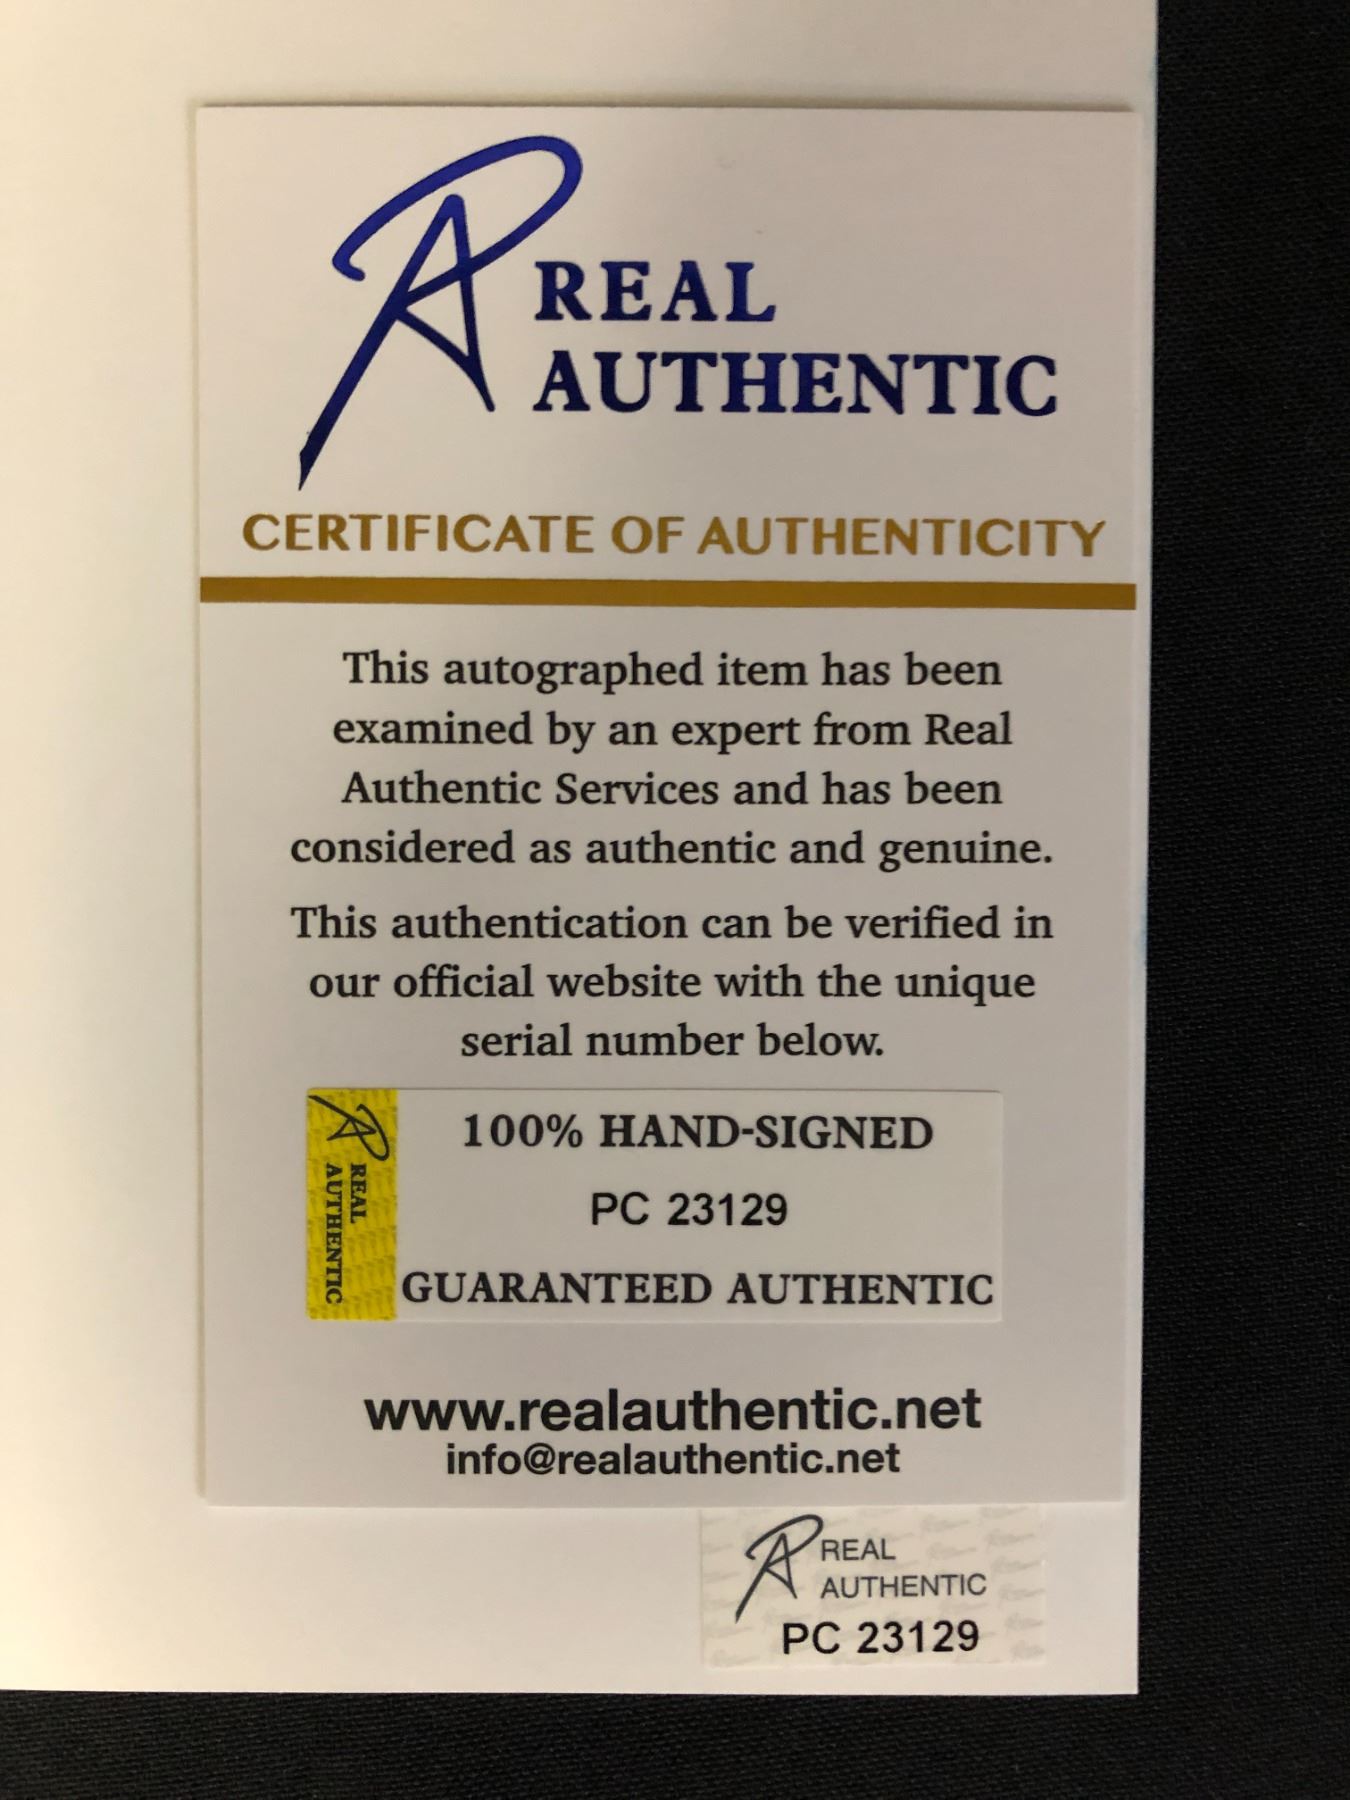 REAL
AUTHENTIC
CERTIFICATE OF AUTHENTICITY
This autographed item has been
examined by an expert from Real
Authentic Services and has been
considered as authentic and genuine.
This authentication can be verified in
our official website with the unique
serial number below.
REAL
AUTHENTIC
100% HAND-SIGNED
PC 23129
GUARANTEED AUTHENTIC
www.realauthentic.net
info@realauthentic.net
REAL
AUTHENTIC
PC 23129